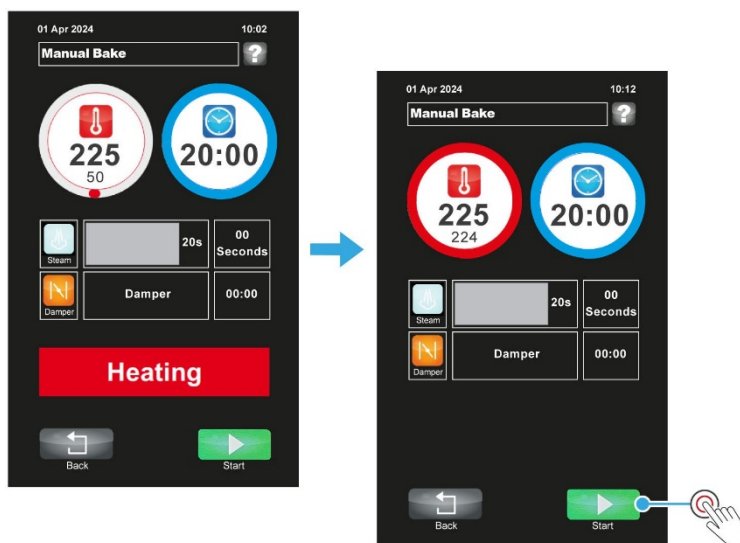 01 Apr 2024 10:02
Manual Bake ?
225 20:00
50
20s 00 Seconds
Steam
Damper 00:00
Damper
Heating
Back Start
01 Apr 2024 10:12
Manual Bake ?
225 20:00
224
20s 00 Seconds
Steam
Damper 00:00
Damper
Back Start